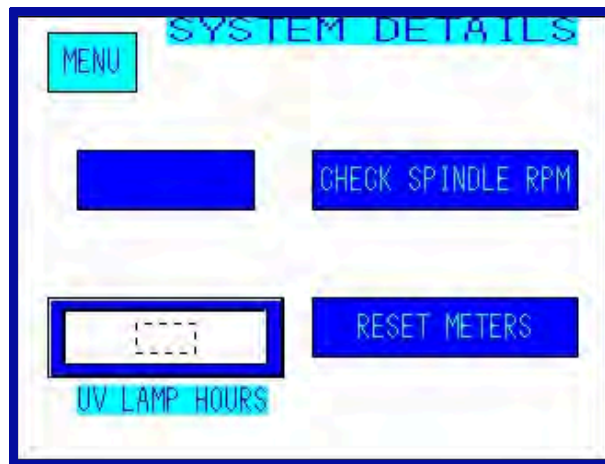 SYSTEM DETAILS
MENU
CHECK SPINDLE RPM
RESET METERS
UV LAMP HOURS